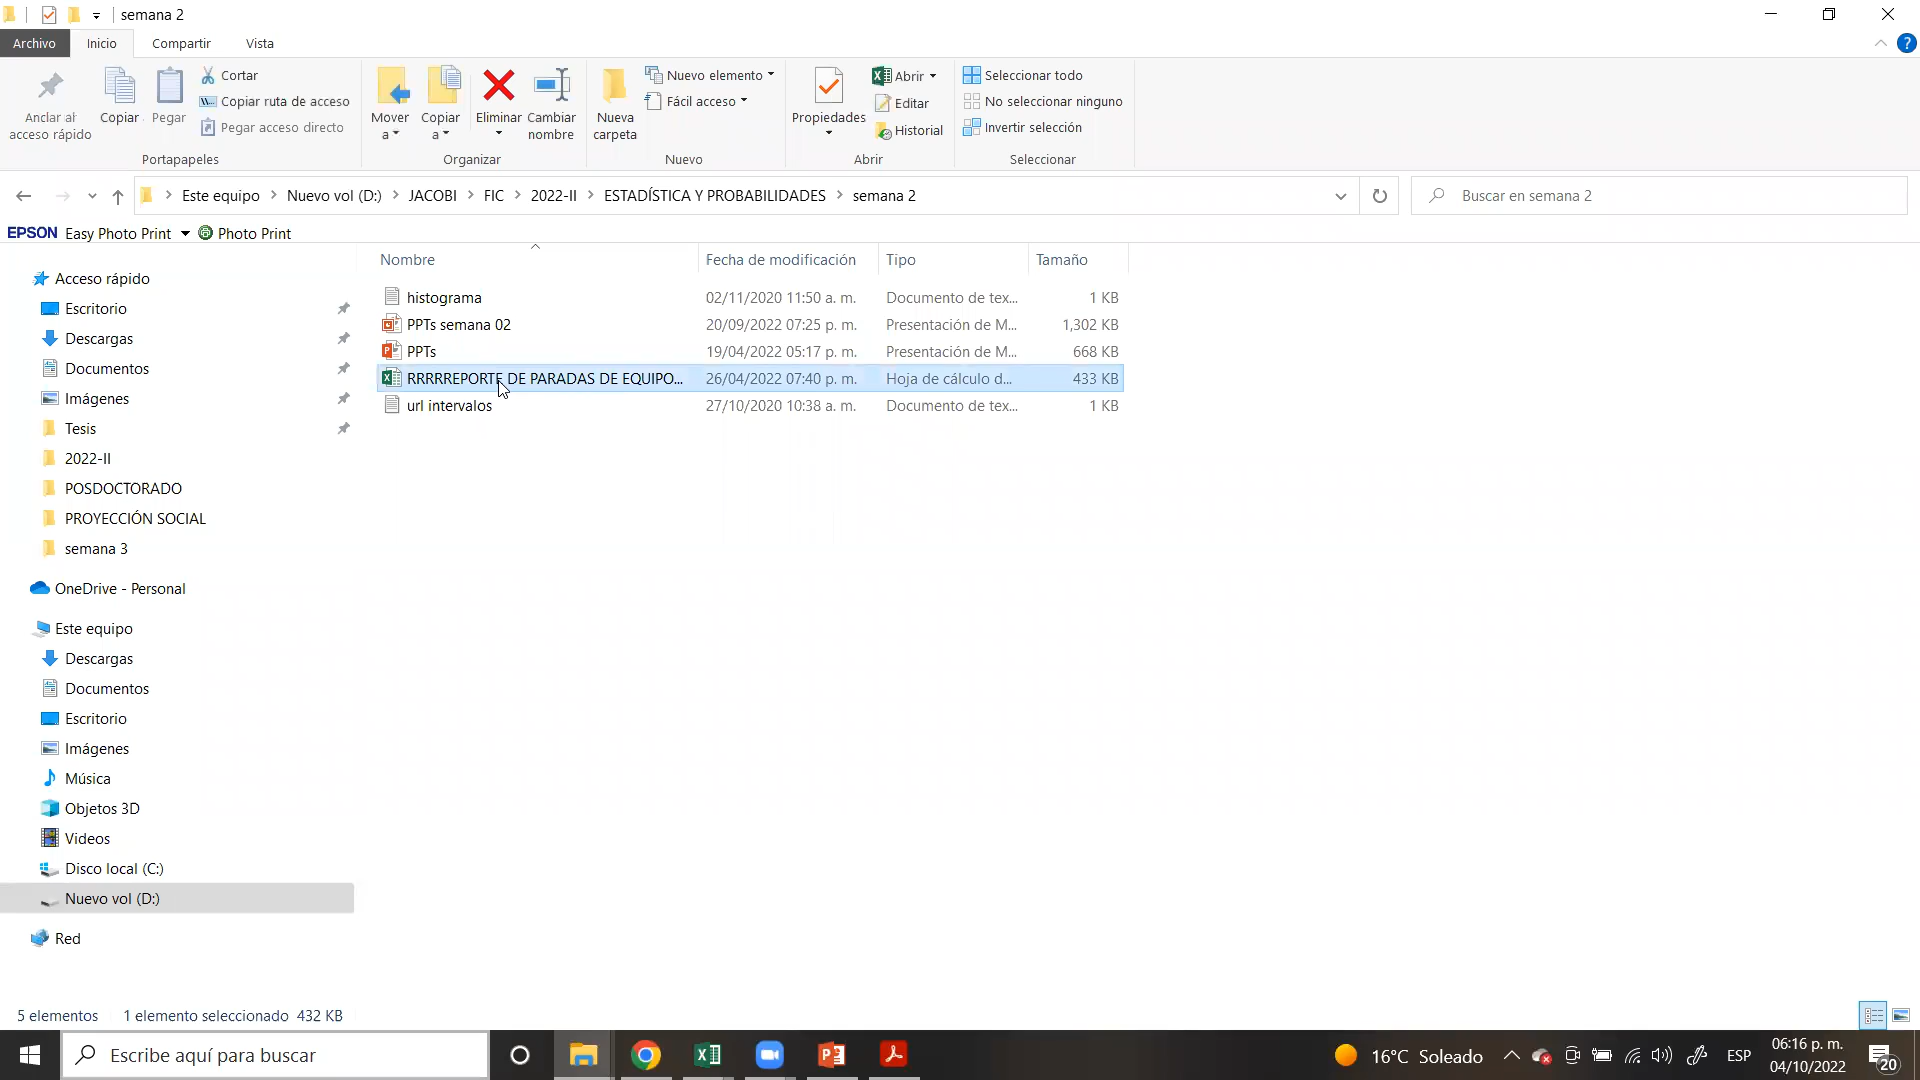 semana 2
Archivo Inicio Compartir Vista
Anclar al acceso rápido
Copiar
Pegar
Cortar
Copiar ruta de acceso
Pegar acceso directo
Portapapeles
Mover a
Copiar a
Eliminar
Cambiar nombre
Organizar
Nueva carpeta
Nuevo elemento
Fácil acceso
Nuevo
Propiedades
Abrir
Editar
Historial
Abrir
Seleccionar todo
No seleccionar ninguno
Invertir selección
Seleccionar
Este equipo > Nuevo vol (D:) > JACOBI > FIC > 2022-II > ESTADÍSTICA Y PROBABILIDADES > semana 2
Buscar en semana 2
EPSON Easy Photo Print Photo Print
Acceso rápido
Escritorio
Descargas
Documentos
Imágenes
Tesis
2022-II
POSDOCTORADO
PROYECCIÓN SOCIAL
semana 3
OneDrive - Personal
Este equipo
Descargas
Documentos
Escritorio
Imágenes
Música
Objetos 3D
Videos
Disco local (C:)
Nuevo vol (D:)
Red
Nombre Fecha de modificación Tipo Tamaño
histograma 02/11/2020 11:50 a. m. Documento de tex... 1 KB
PPTs semana 02 20/09/2022 07:25 p. m. Presentación de M... 1,302 KB
PPTs 19/04/2022 05:17 p. m. Presentación de M... 668 KB
RRRRREPORTE DE PARADAS DE EQUIPO... 26/04/2022 07:40 p. m. Hoja de cálculo d... 433 KB
url intervalos 27/10/2020 10:38 a. m. Documento de tex... 1 KB
5 elementos 1 elemento seleccionado 432 KB
Escribe aquí para buscar
16°C Soleado
ESP
06:16 p. m.
04/10/2022
20